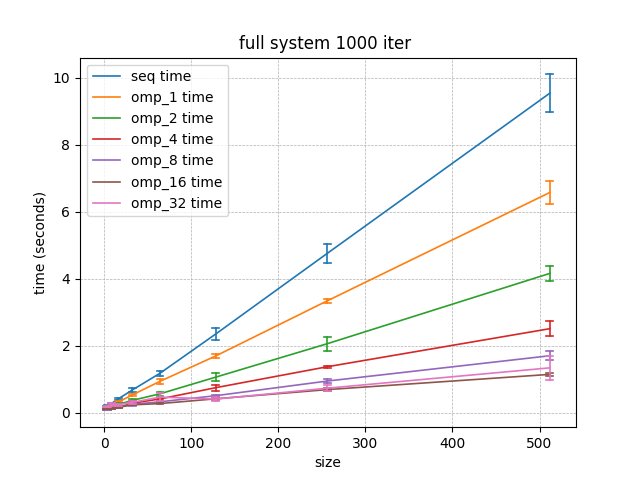 full system 1000 iter
seq time
omp_1 time
omp_2 time
omp_4 time
omp_8 time
omp_16 time
omp_32 time
time (seconds)
10
8
6
4
2
0
0 100 200 300 400 500
size